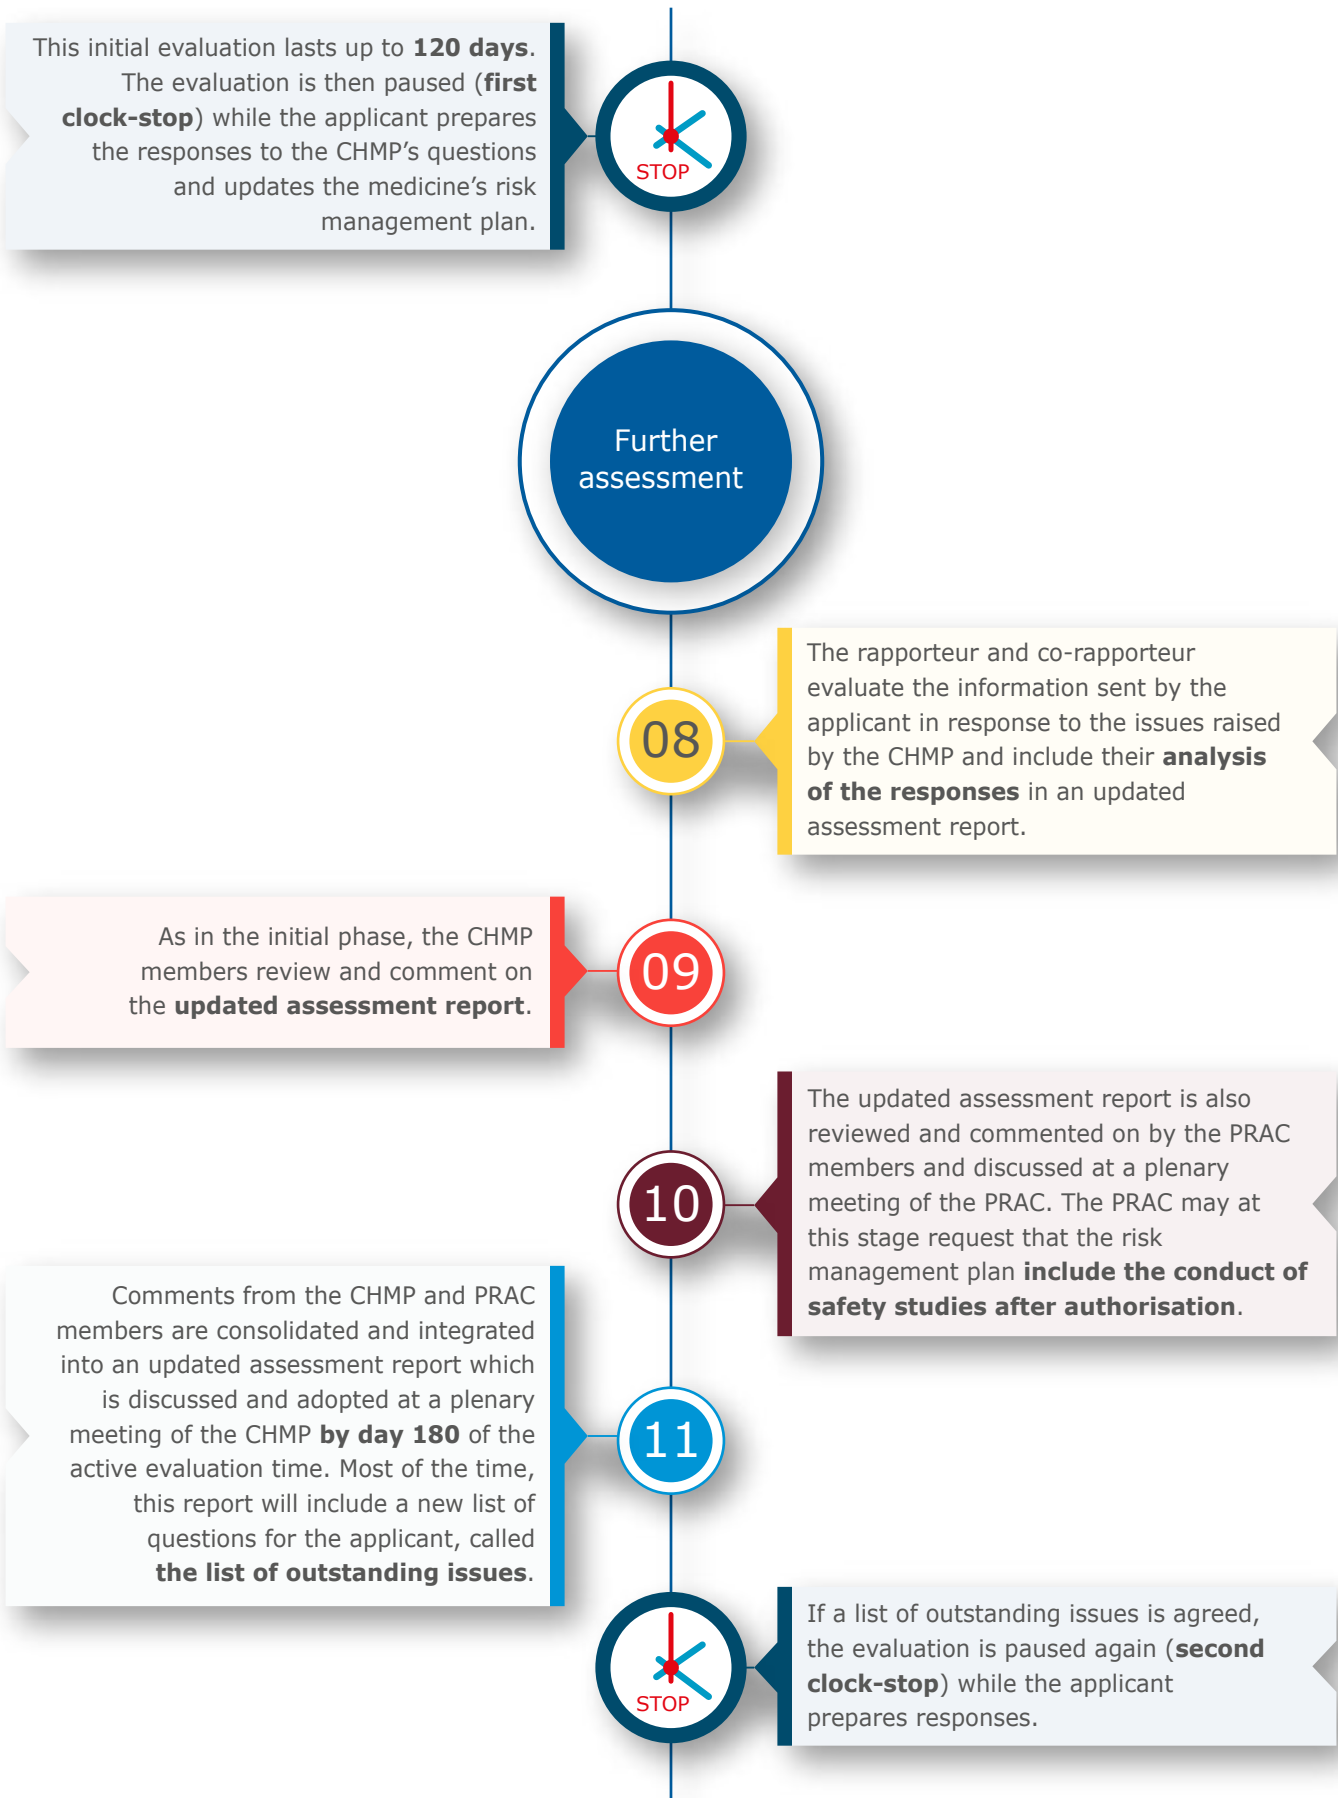 This initial evaluation lasts up to 120 days.
The evaluation is then paused (first
clock-stop) while the applicant prepares
the responses to the CHMP’s questions
and updates the medicine’s risk
management plan.
STOP
Further
assessment
08
The rapporteur and co-rapporteur
evaluate the information sent by the
applicant in response to the issues raised
by the CHMP and include their analysis
of the responses in an updated
assessment report.
As in the initial phase, the CHMP
members review and comment on
the updated assessment report.
09
10
The updated assessment report is also
reviewed and commented on by the PRAC
members and discussed at a plenary
meeting of the PRAC. The PRAC may at
this stage request that the risk
management plan include the conduct of
safety studies after authorisation.
Comments from the CHMP and PRAC
members are consolidated and integrated
into an updated assessment report which
is discussed and adopted at a plenary
meeting of the CHMP by day 180 of the
active evaluation time. Most of the time,
this report will include a new list of
questions for the applicant, called
the list of outstanding issues.
11
STOP
If a list of outstanding issues is agreed,
the evaluation is paused again (second
clock-stop) while the applicant
prepares responses.